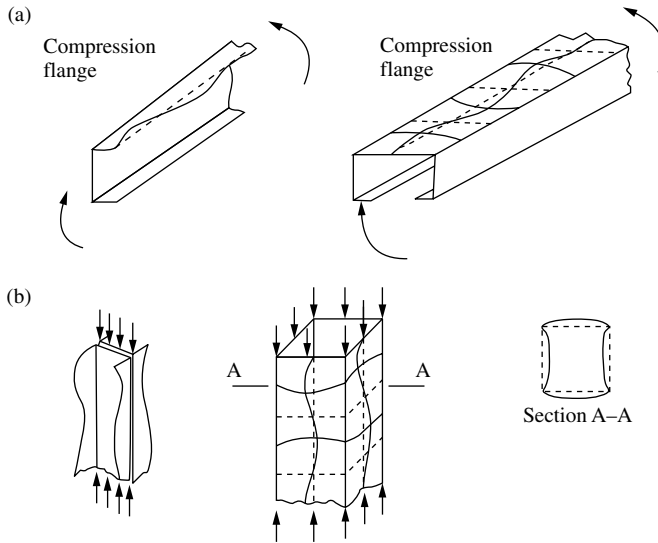 (a)
Compression
flange
Compression
flange
(b)
A
A
Section A–A